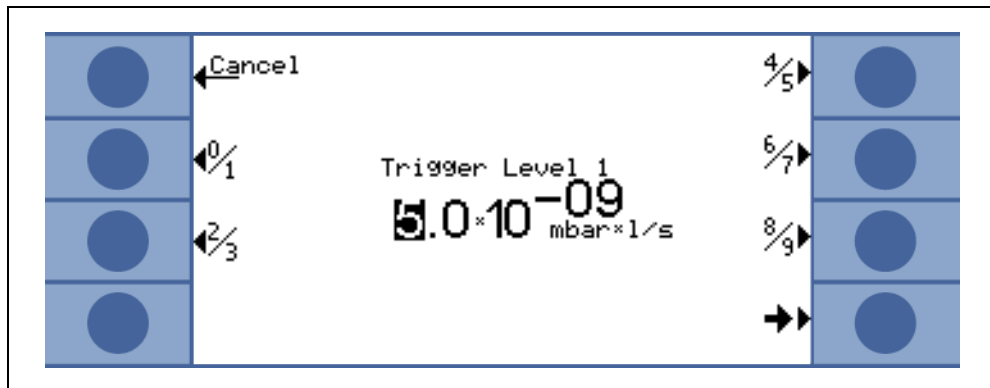 Cancel
4/5
0/1
Trigger Level 1
6/7
5.0×10⁻⁰⁹ mbar×l/s
2/3
8/9